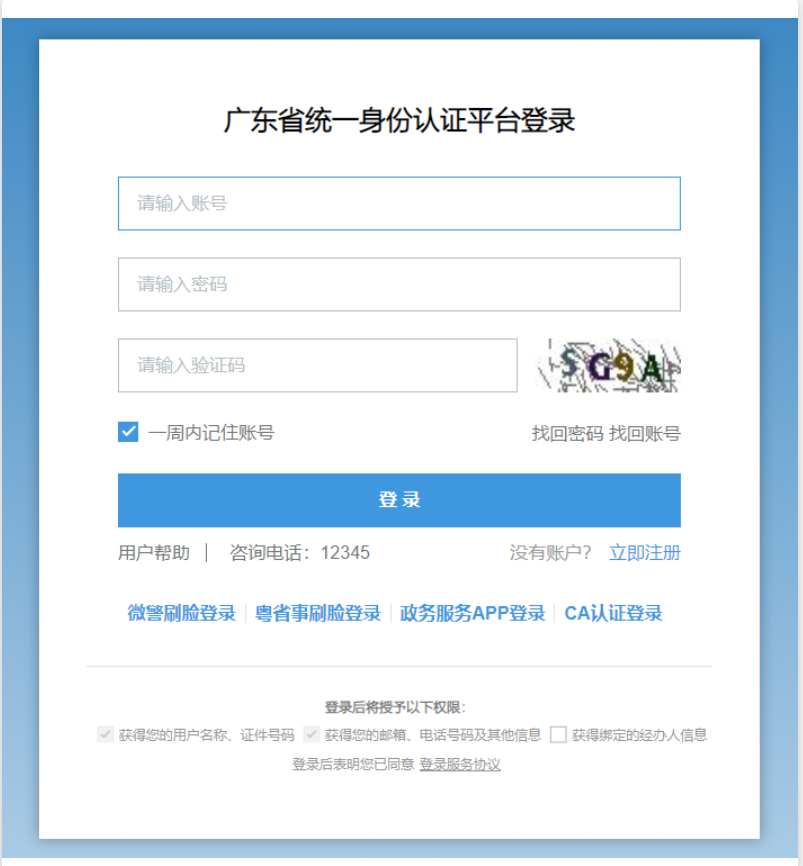 广东省统一身份认证平台登录
请输入账号
请输入密码
请输入验证码 SG9A
一周内记住账号 找回密码 找回账号
登录
用户帮助 | 咨询电话：12345 没有账户？ 立即注册
微警刷脸登录 | 粤省事刷脸登录 | 政务服务APP登录 | CA认证登录
登录后将授予以下权限：
获得您的用户名称、证件号码 获得您的邮箱、电话号码及其他信息 获得绑定的经办人信息
登录后表明您已同意 登录服务协议